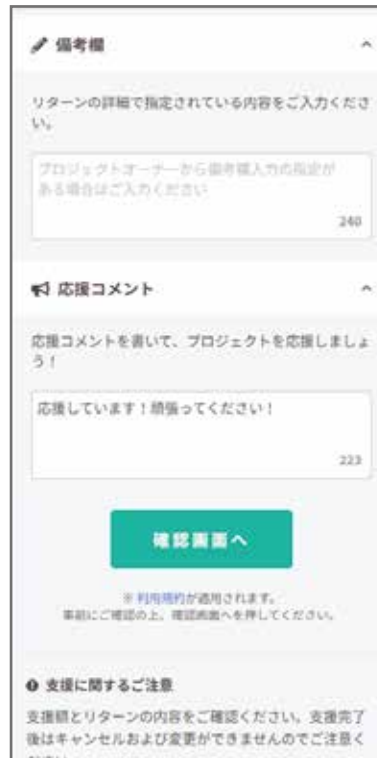 備考欄
リターンの詳細で指定されている内容をご入力くださ
い。
プロジェクトオーナーから備考欄入力の指定が
ある場合はご入力ください
240
応援コメント
応援コメントを書いて、プロジェクトを応援しましょ
う！
応援しています！頑張ってください！
223
確認画面へ
※ 利用規約が適用されます。
事前にご確認の上、確認画面へを押してください。
支援に関するご注意
支援額とリターンの内容をご確認ください。支援完了
後はキャンセルおよび変更ができませんのでご注意く